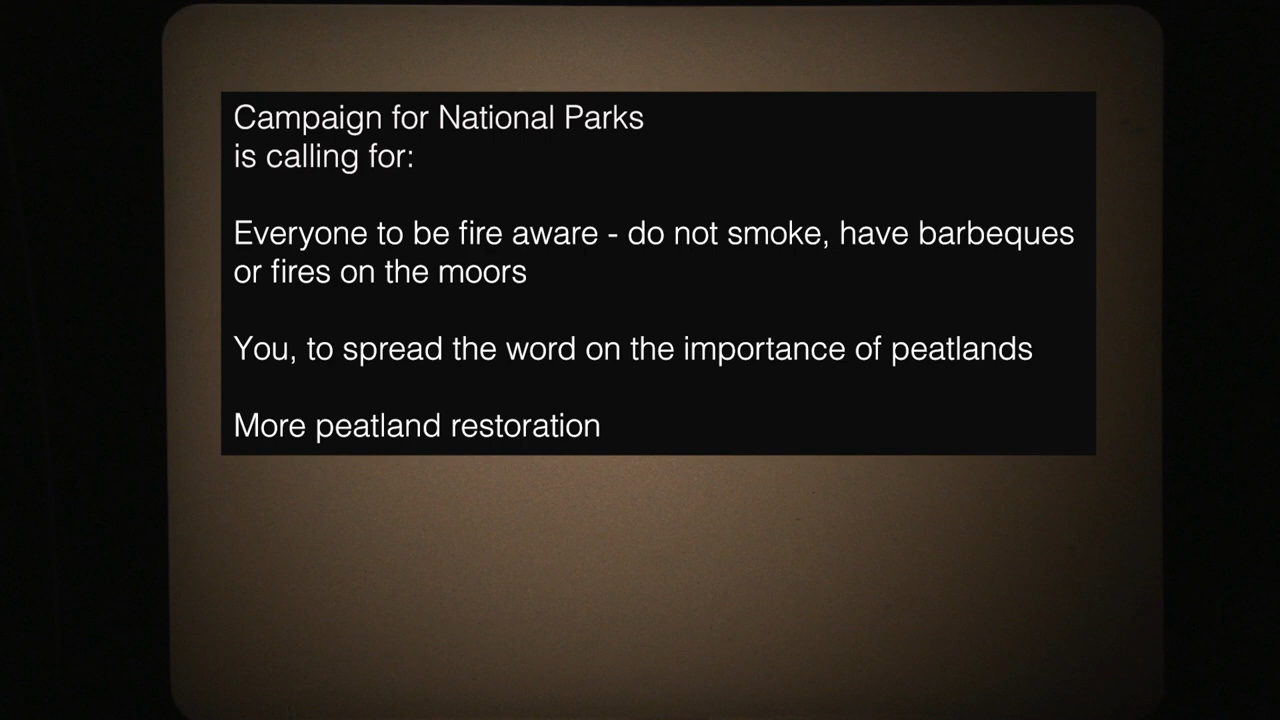 Campaign for National Parks
is calling for:
Everyone to be fire aware - do not smoke, have barbeques
or fires on the moors
You, to spread the word on the importance of peatlands
More peatland restoration